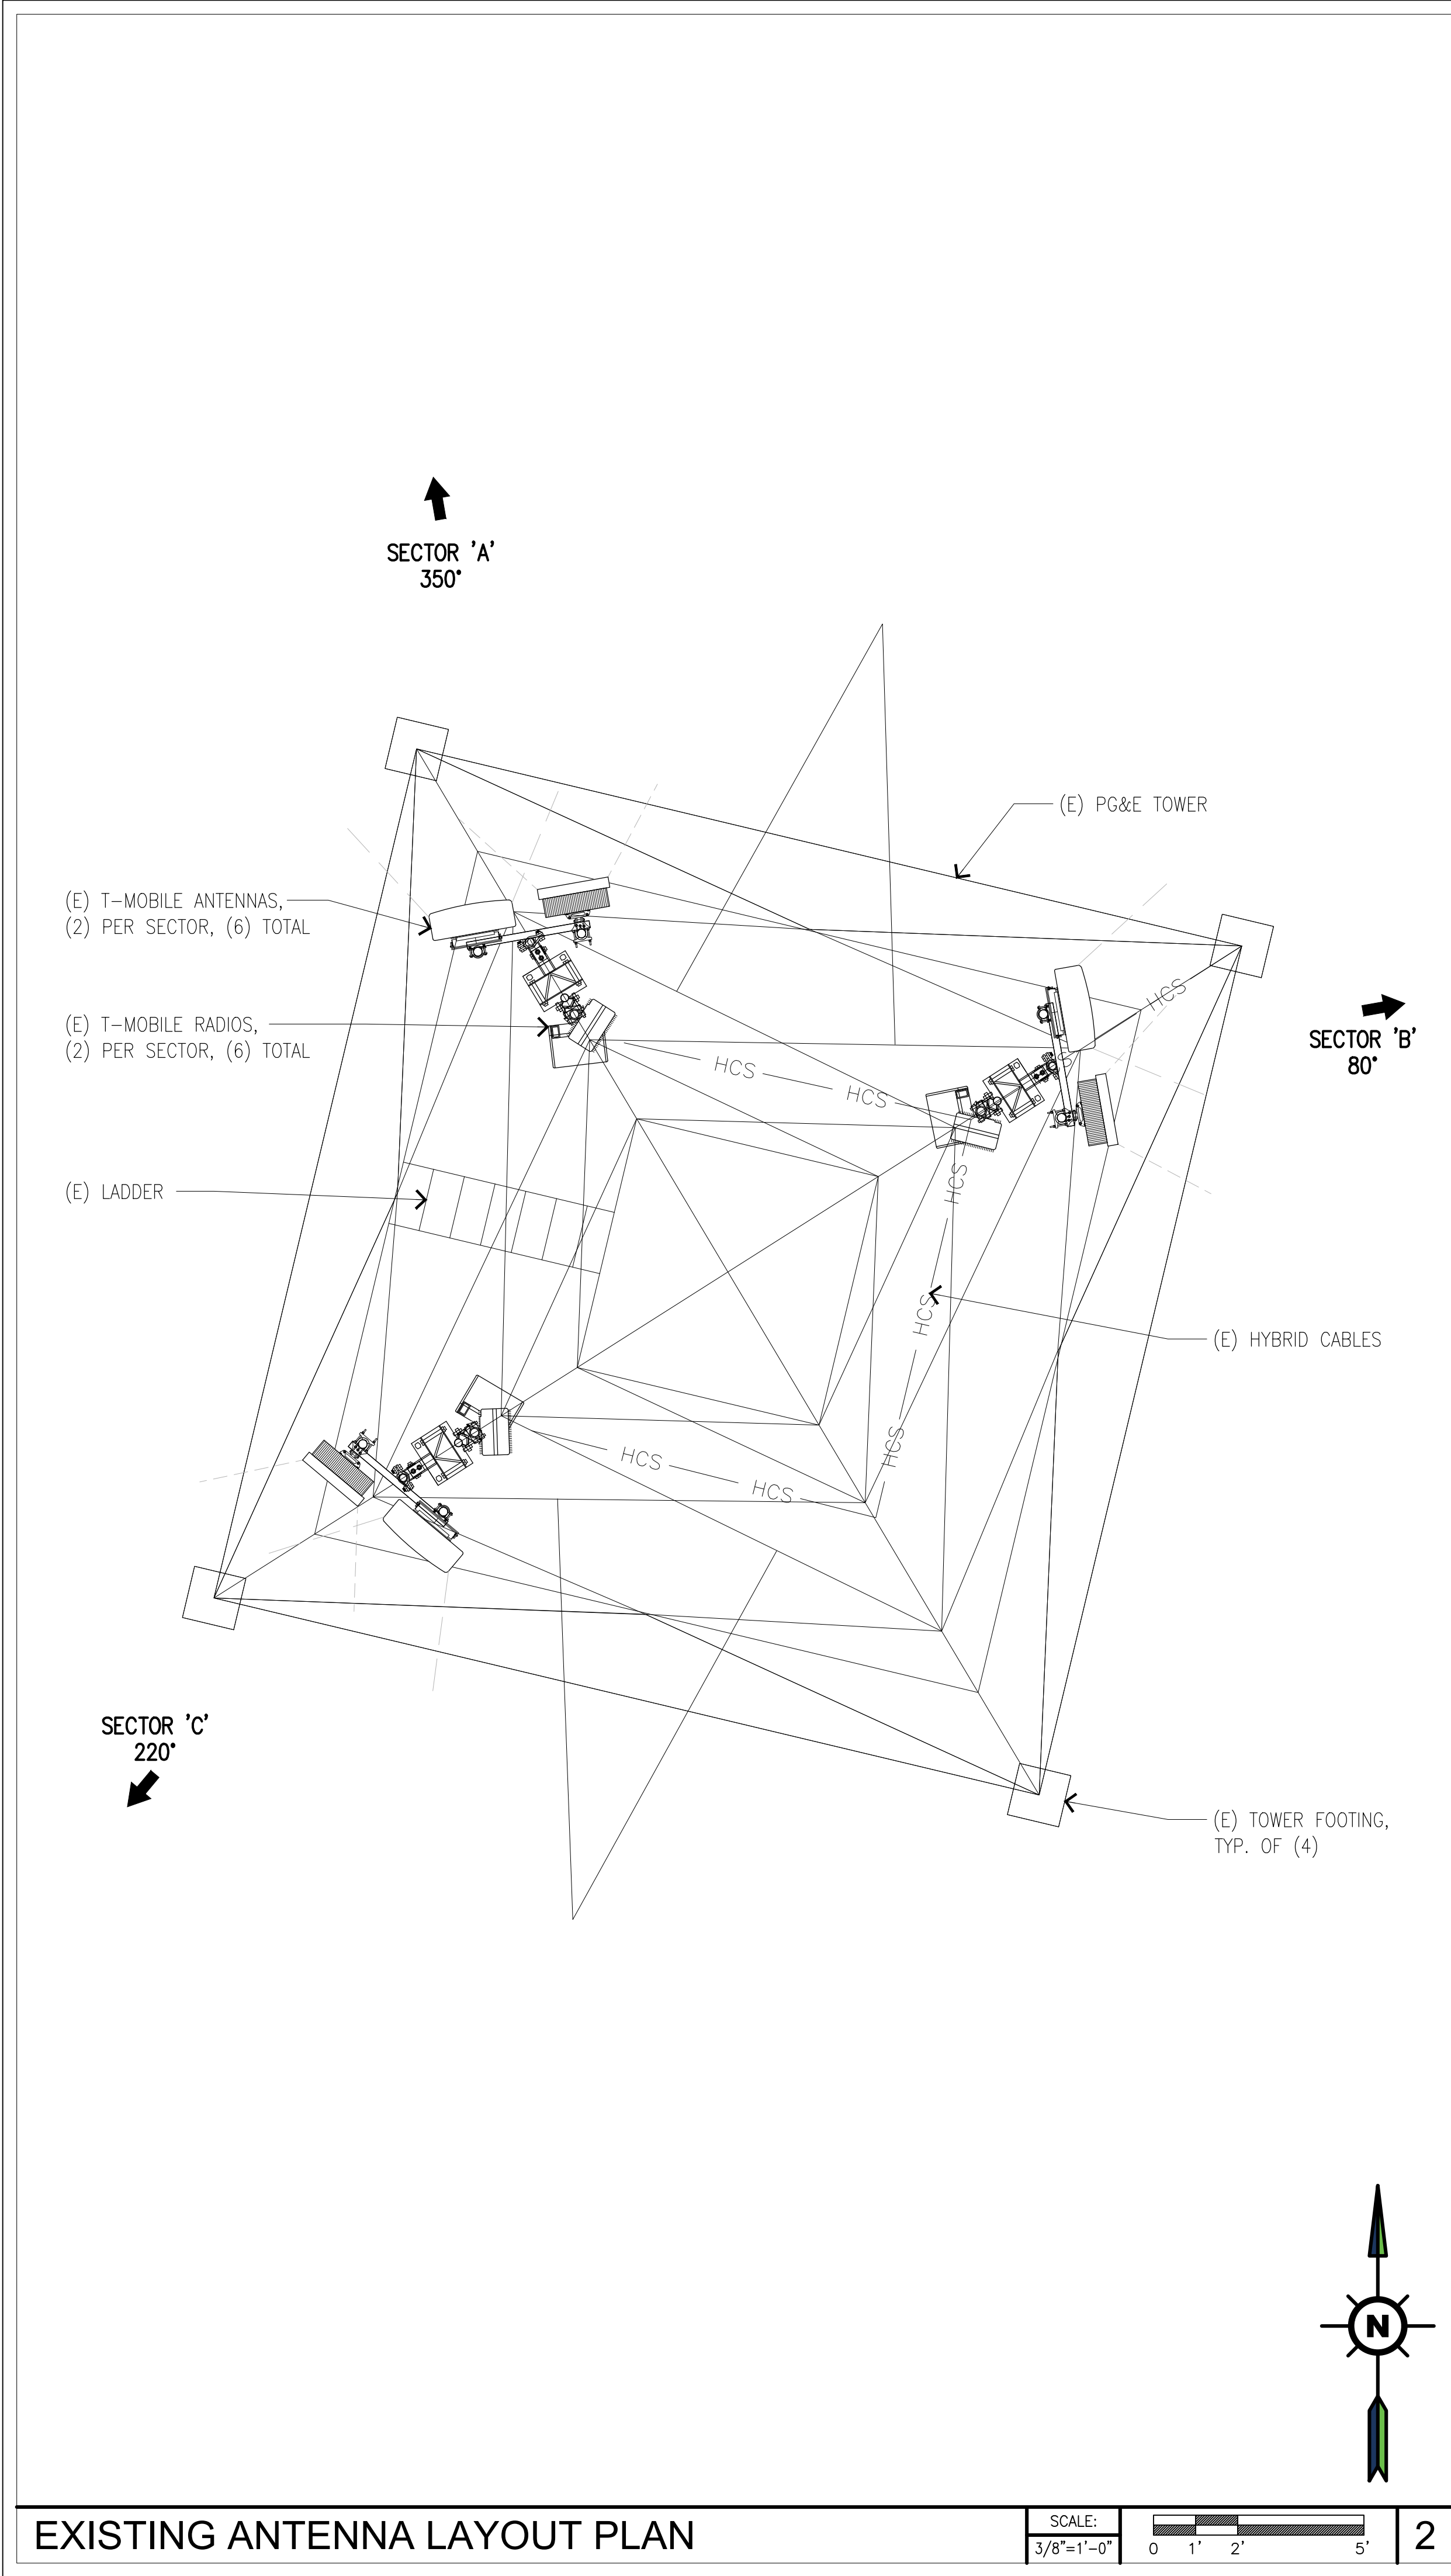 SECTOR 'A'
350°
(E) PG&E TOWER
(E) T-MOBILE ANTENNAS,
(2) PER SECTOR, (6) TOTAL
HCS
SECTOR 'B'
80°
(E) T-MOBILE RADIOS,
(2) PER SECTOR, (6) TOTAL
HCS
HCS
HCS
(E) LADDER
HCS
(E) HYBRID CABLES
HCS
HCS
HCS
SECTOR 'C'
220°
(E) TOWER FOOTING,
TYP. OF (4)
N
EXISTING ANTENNA LAYOUT PLAN
SCALE:
3/8"=1'-0"
0 1' 2' 5'
2